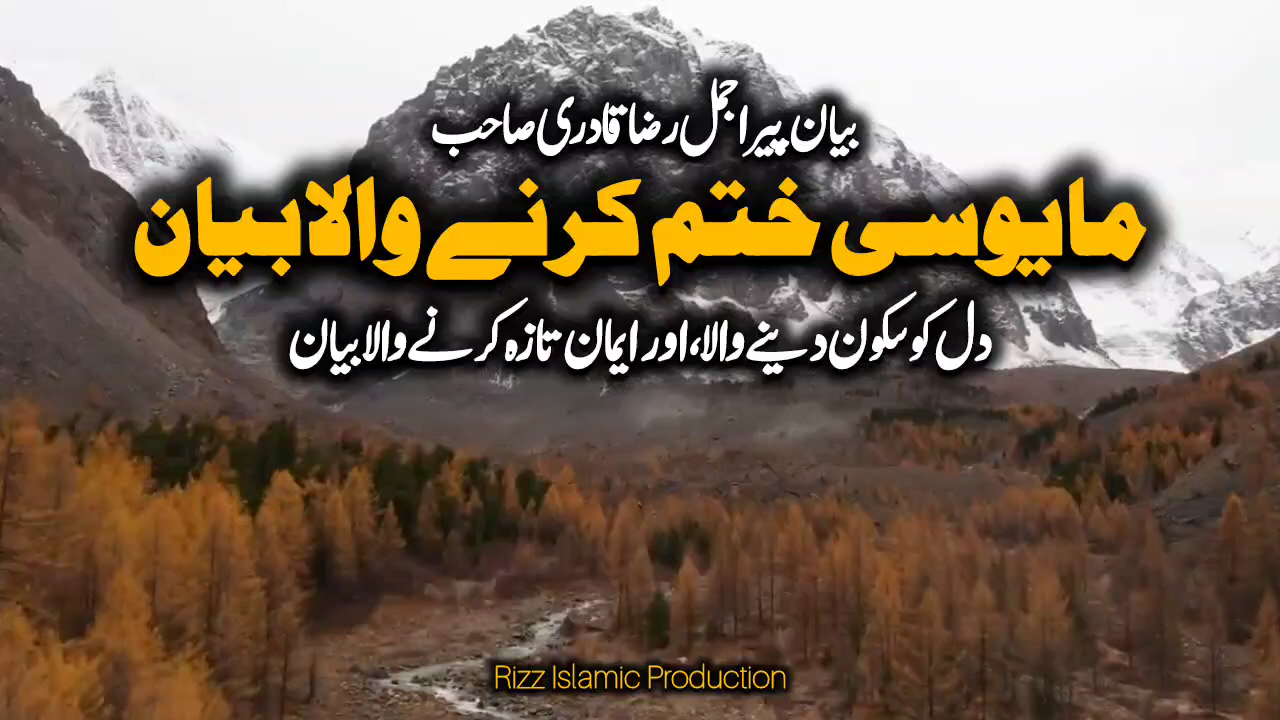 بیان پیر اجمل رضا قادری صاحب
مایوسی ختم کرنے والا بیان
دل کو سکون دینے والا، اور ایمان تازہ کرنے والا بیان
Rizz Islamic Production